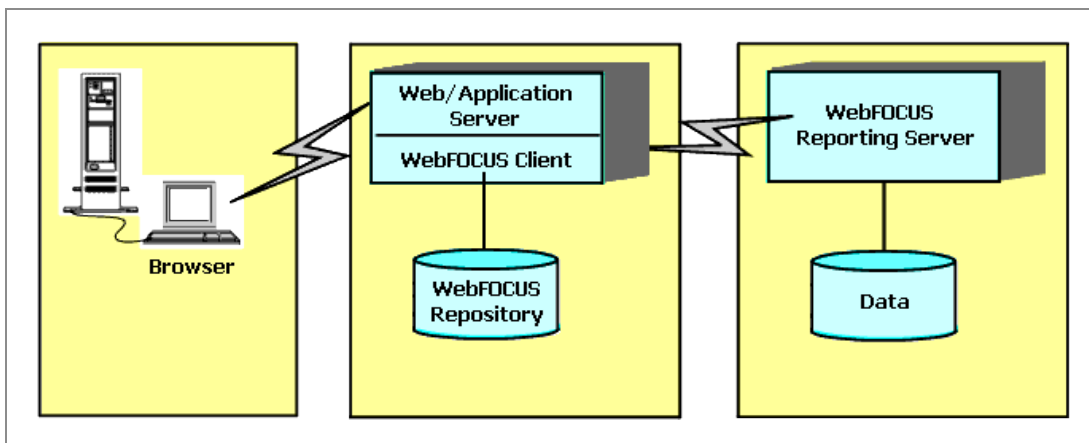 Browser
Web/Application
Server
WebFOCUS Client
WebFOCUS
Repository
WebFOCUS
Reporting Server
Data